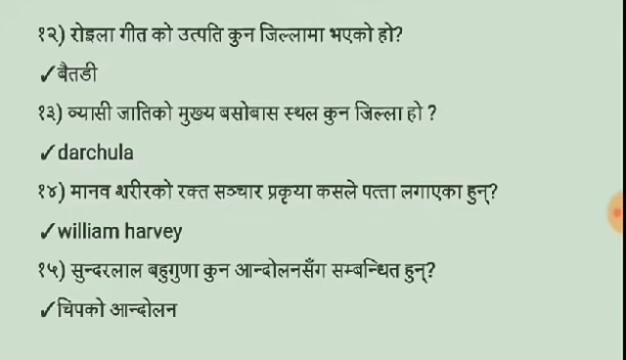 १२) रोइला गीत को उत्पति कुन जिल्लामा भएको हो?
✓बैतडी
१३) व्यासी जातिको मुख्य बसोबास स्थल कुन जिल्ला हो ?
✓darchula
१४) मानव शरीरको रक्त सञ्चार प्रकृया कसले पत्ता लगाएका हुन्?
✓william harvey
१५) सुन्दरलाल बहुगुणा कुन आन्दोलनसँग सम्बन्धित हुन्?
✓चिपको आन्दोलन